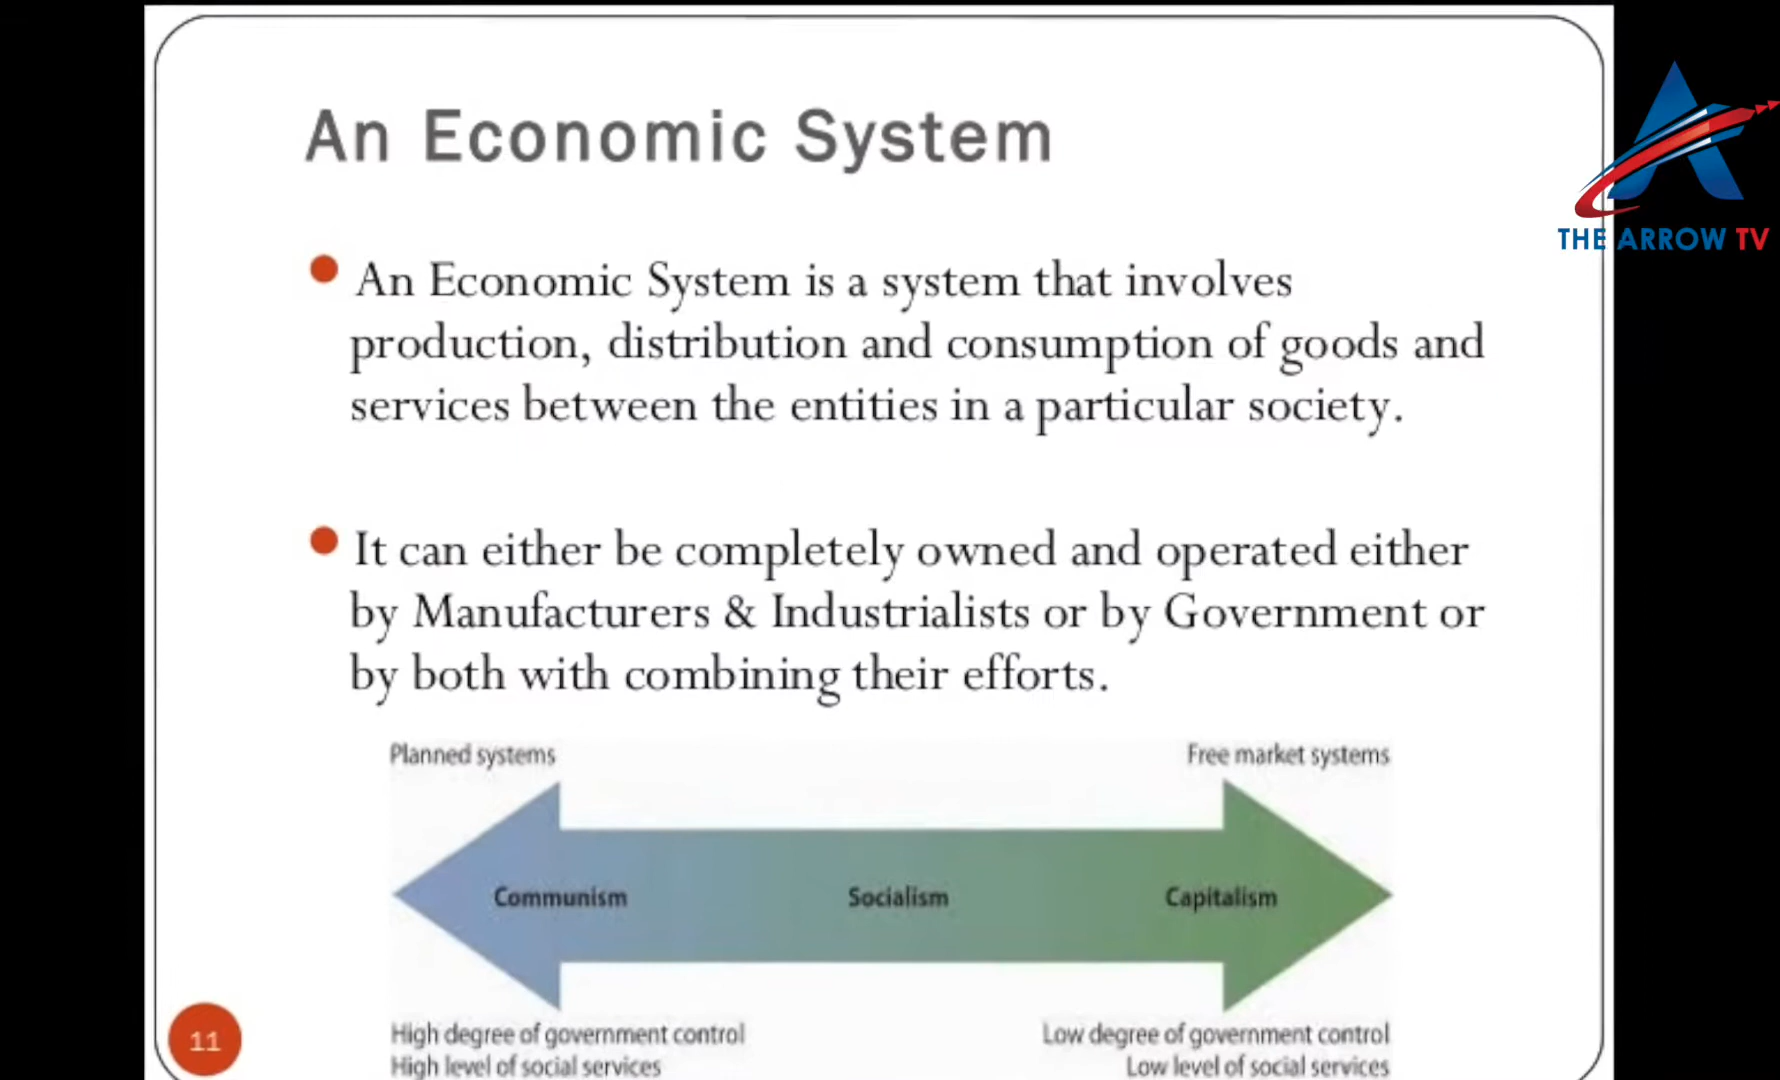 An Economic System
THE ARROW TV
An Economic System is a system that involves
production, distribution and consumption of goods and
services between the entities in a particular society.
It can either be completely owned and operated either
by Manufacturers & Industrialists or by Government or
by both with combining their efforts.
Planned systems
Free market systems
Communism
Socialism
Capitalism
High degree of government control
High level of social services
Low degree of government control
Low level of social services
11